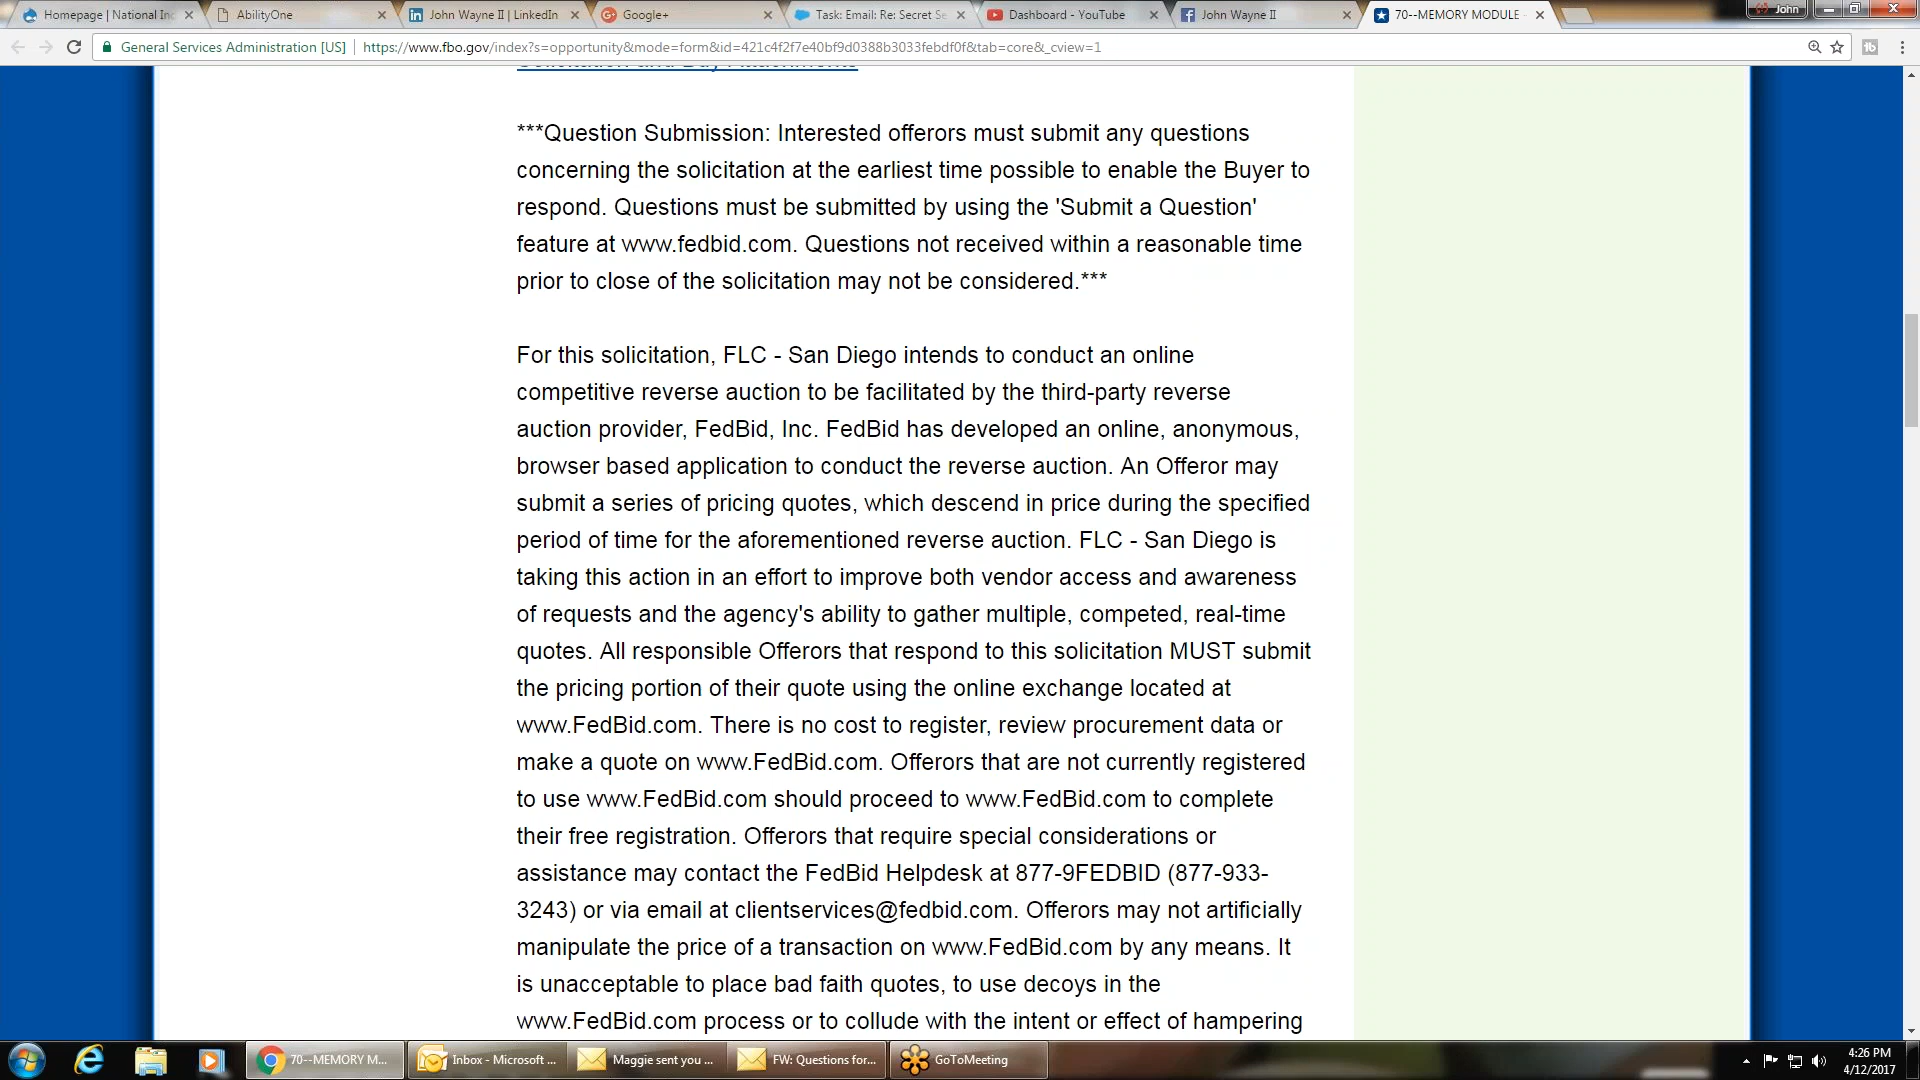 Homepage | National Inc
AbilityOne
John Wayne II | LinkedIn
Google+
Task: Email: Re: Secret Se
Dashboard - YouTube
John Wayne II
70--MEMORY MODULE -
John
General Services Administration [US] | https://www.fbo.gov/index?s=opportunity&mode=form&id=421c4f2f7e40bf9d0388b3033febdf0f&tab=core&_cview=1
***Question Submission: Interested offerors must submit any questions
concerning the solicitation at the earliest time possible to enable the Buyer to
respond. Questions must be submitted by using the 'Submit a Question'
feature at www.fedbid.com. Questions not received within a reasonable time
prior to close of the solicitation may not be considered.***
For this solicitation, FLC - San Diego intends to conduct an online
competitive reverse auction to be facilitated by the third-party reverse
auction provider, FedBid, Inc. FedBid has developed an online, anonymous,
browser based application to conduct the reverse auction. An Offeror may
submit a series of pricing quotes, which descend in price during the specified
period of time for the aforementioned reverse auction. FLC - San Diego is
taking this action in an effort to improve both vendor access and awareness
of requests and the agency's ability to gather multiple, competed, real-time
quotes. All responsible Offerors that respond to this solicitation MUST submit
the pricing portion of their quote using the online exchange located at
www.FedBid.com. There is no cost to register, review procurement data or
make a quote on www.FedBid.com. Offerors that are not currently registered
to use www.FedBid.com should proceed to www.FedBid.com to complete
their free registration. Offerors that require special considerations or
assistance may contact the FedBid Helpdesk at 877-9FEDBID (877-933-
3243) or via email at clientservices@fedbid.com. Offerors may not artificially
manipulate the price of a transaction on www.FedBid.com by any means. It
is unacceptable to place bad faith quotes, to use decoys in the
www.FedBid.com process or to collude with the intent or effect of hampering
70--MEMORY M...
Inbox - Microsoft ...
Maggie sent you ...
FW: Questions for...
GoToMeeting
4:26 PM
4/12/2017